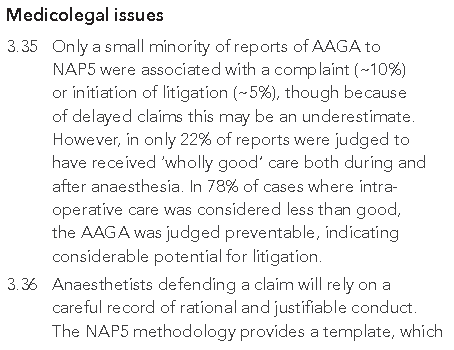 Medicolegal issues
3.35 Only a small minority of reports of AAGA to
NAP5 were associated with a complaint (~10%)
or initiation of litigation (~5%), though because
of delayed claims this may be an underestimate.
However, in only 22% of reports were judged to
have received ‘wholly good’ care both during and
after anaesthesia. In 78% of cases where intra-
operative care was considered less than good,
the AAGA was judged preventable, indicating
considerable potential for litigation.
3.36 Anaesthetists defending a claim will rely on a
careful record of rational and justifiable conduct.
The NAP5 methodology provides a template, which